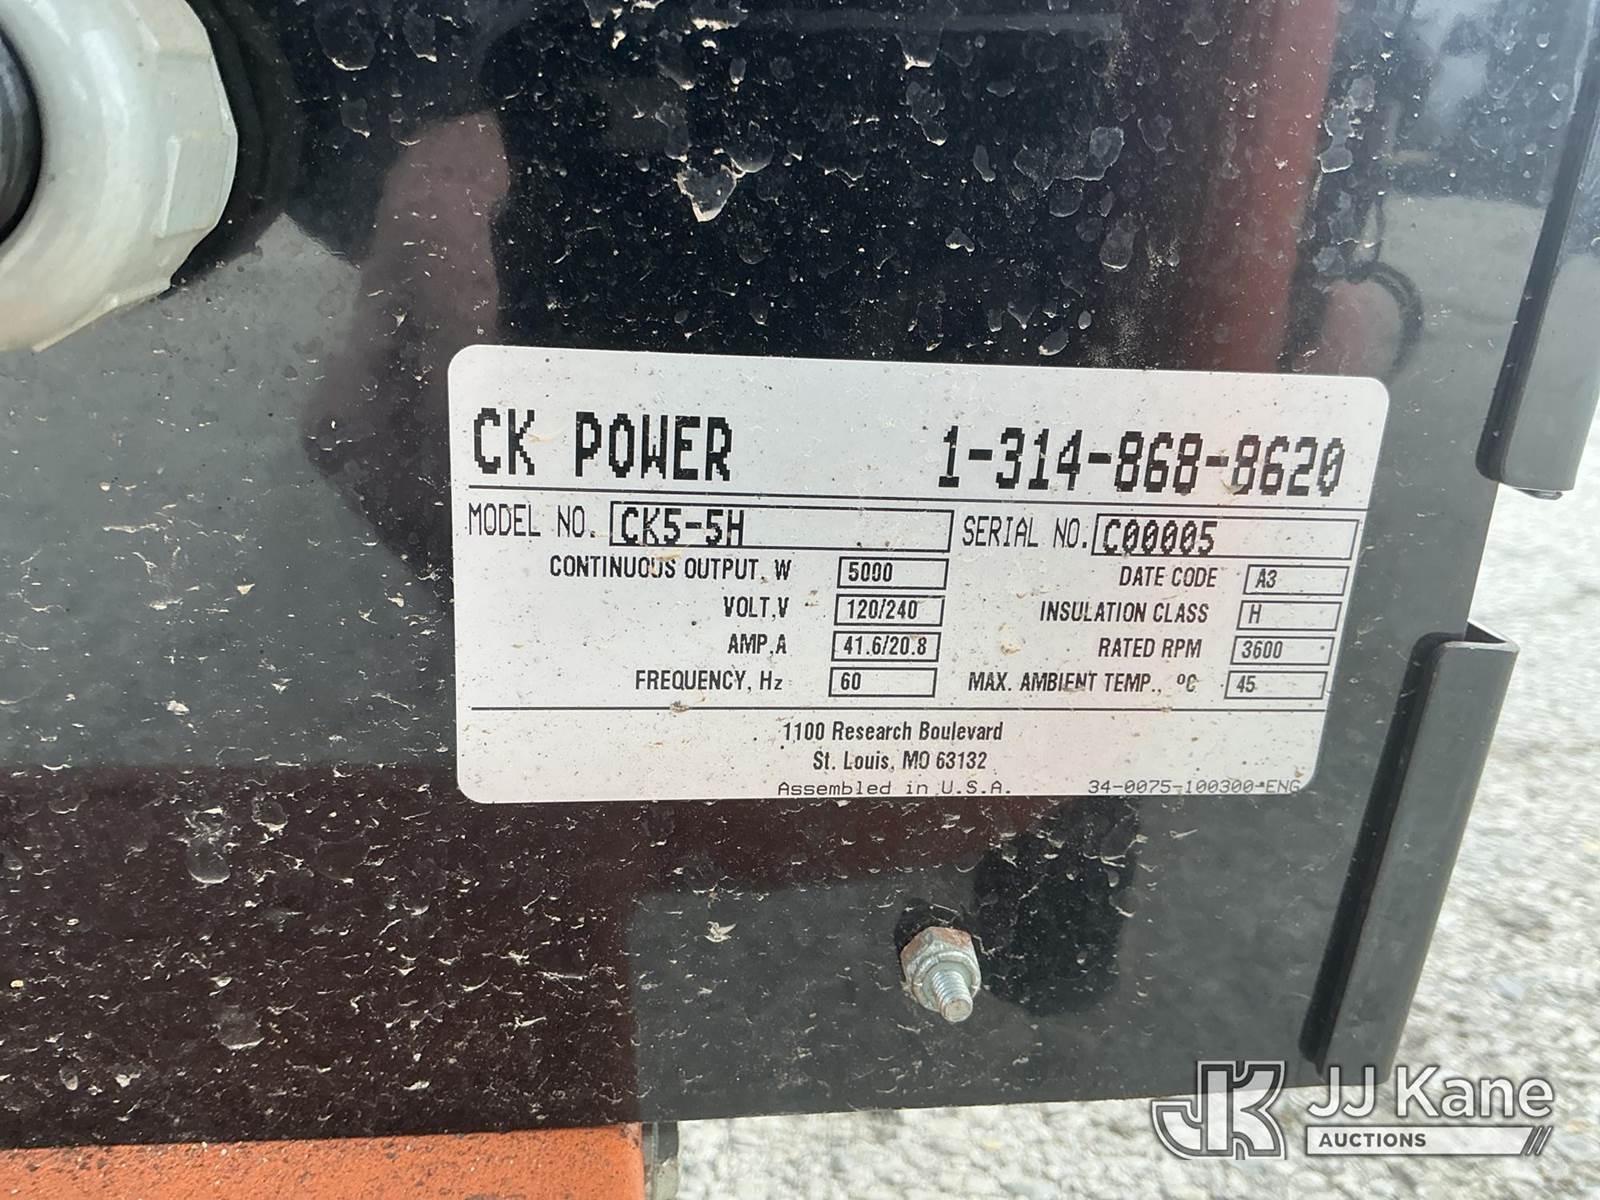 CK POWER 1-314-868-8620
MODEL NO. CK5-5H SERIAL NO. C00005
CONTINUOUS OUTPUT, W 5000 DATE CODE A3
VOLT,V 120/240 INSULATION CLASS H
AMP,A 41.6/20.8 RATED RPM 3600
FREQUENCY, Hz 60 MAX. AMBIENT TEMP., ºC 45
1100 Research Boulevard
St. Louis, MO 63132
Assembled in U.S.A. 34-0075-100300-ENG
JK JJ Kane
AUCTIONS